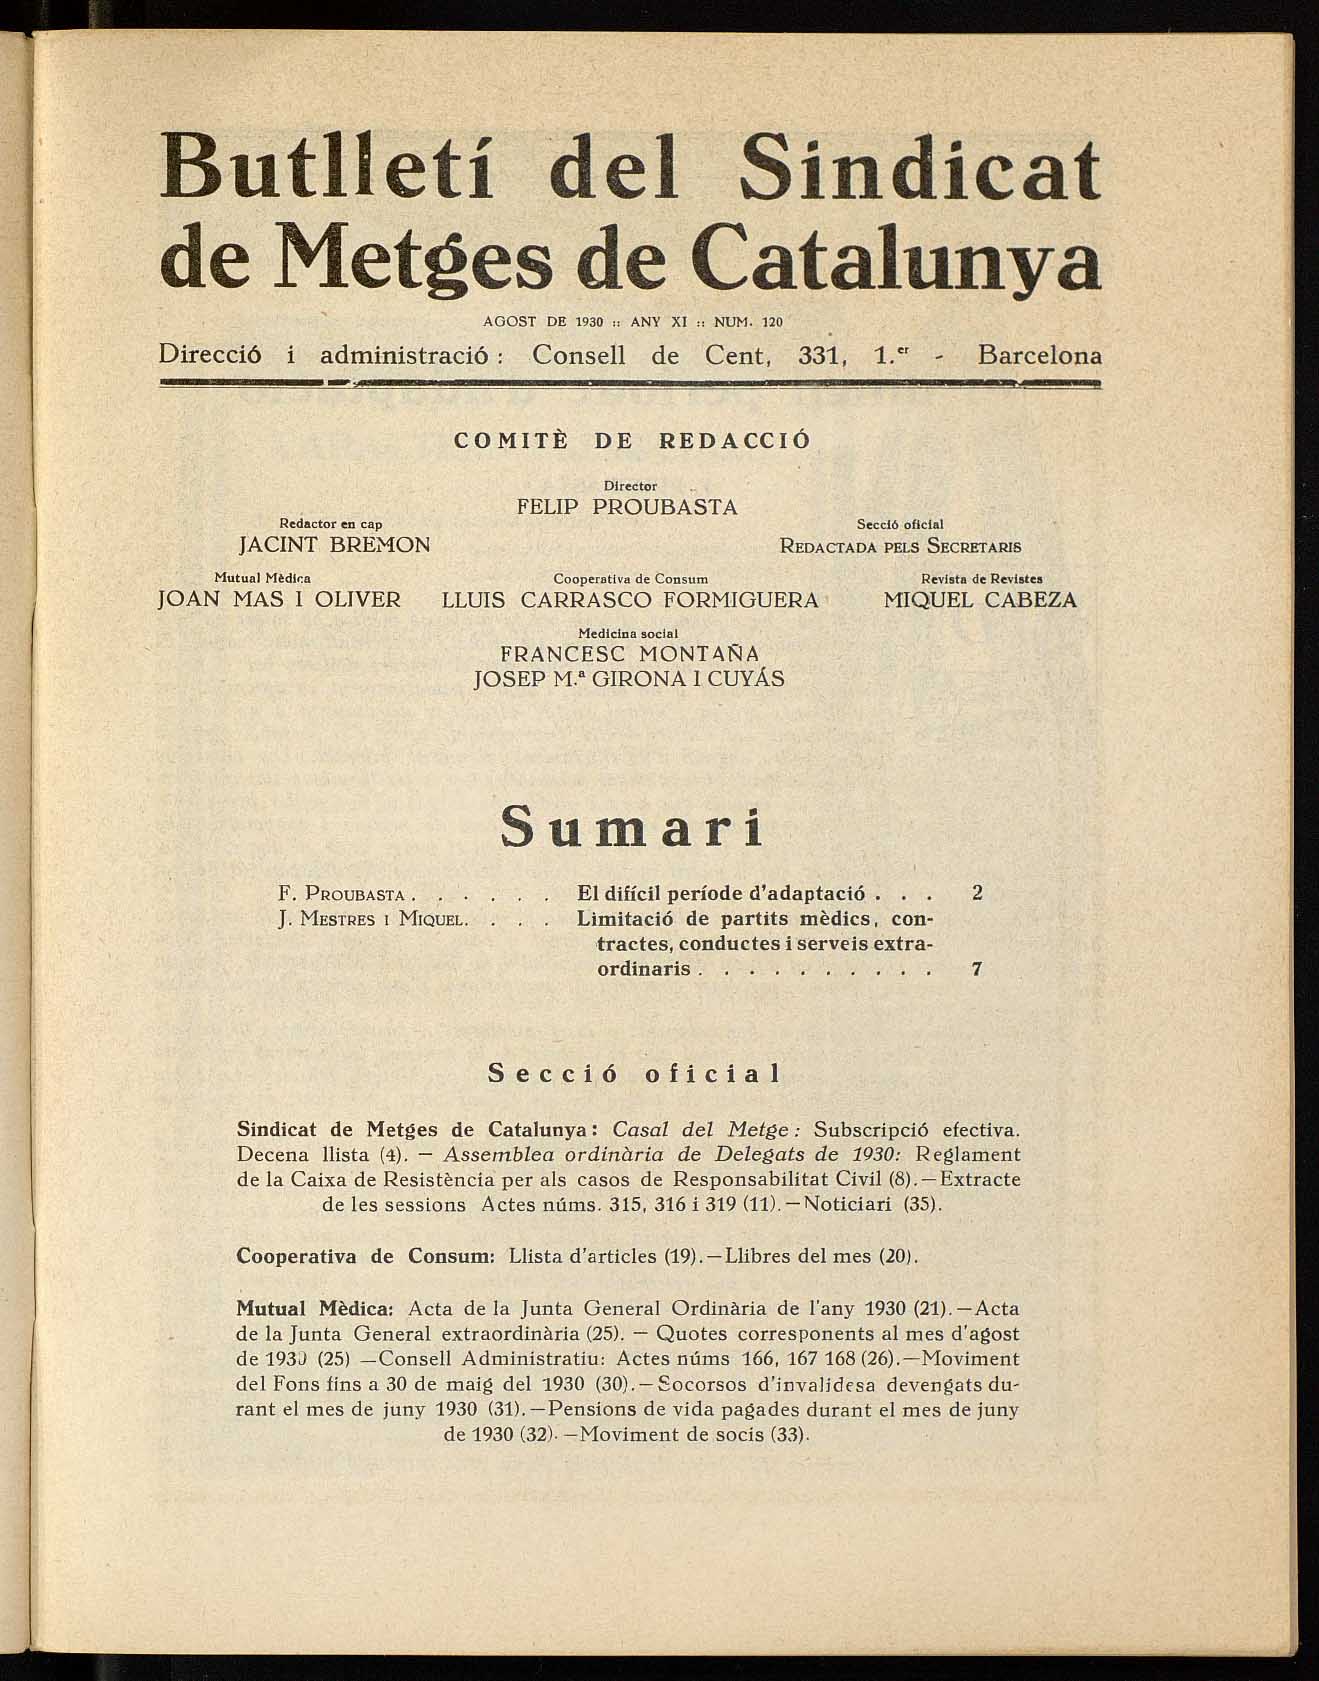 Butlletí del Sindicat
de Metges de Catalunya
AGOST DE 1930 :: ANY XI :: NUM. 120
Direcció i administració : Consell de Cent, 331, 1.er - Barcelona
COMITÈ DE REDACCIÓ
Director
FELIP PROUBASTA
Redactor en cap
JACINT BREMON
Secció oficial
REDACTADA PELS SECRETARIS
Mutual Mèdica
JOAN MAS I OLIVER
Cooperativa de Consum
LLUIS CARRASCO FORMIGUERA
Revista de Revistes
MIQUEL CABEZA
Medicina social
FRANCESC MONTAÑA
JOSEP M.ª GIRONA I CUYÁS
Sumari
F. PROUBASTA . . . . . . El difícil període d'adaptació . . . 2
J. MESTRES I MIQUEL. . . . Limitació de partits mèdics, con-
tractes, conductes i serveis extra-
ordinaris . . . . . . . . . . 7
Secció oficial
Sindicat de Metges de Catalunya: Casal del Metge: Subscripció efectiva.
Decena llista (4). — Assemblea ordinària de Delegats de 1930: Reglament
de la Caixa de Resistència per als casos de Responsabilitat Civil (8).—Extracte
de les sessions Actes núms. 315, 316 i 319 (11).—Noticiari (35).
Cooperativa de Consum: Llista d'articles (19).—Llibres del mes (20).
Mutual Mèdica: Acta de la Junta General Ordinària de l'any 1930 (21).—Acta
de la Junta General extraordinària (25). — Quotes corresponents al mes d'agost
de 1930 (25) —Consell Administratiu: Actes núms 166, 167 168 (26).—Moviment
del Fons fins a 30 de maig del 1930 (30).—Socorsos d'invalidesa devengats du-
rant el mes de juny 1930 (31).—Pensions de vida pagades durant el mes de juny
de 1930 (32). —Moviment de socis (33).